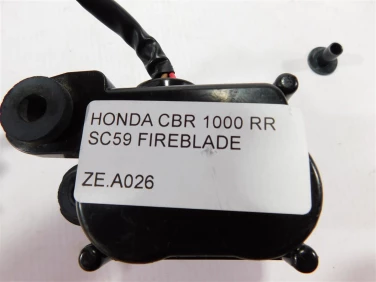 HONDA CBR 1000 RR
SC59 FIREBLADE
ZE.A026